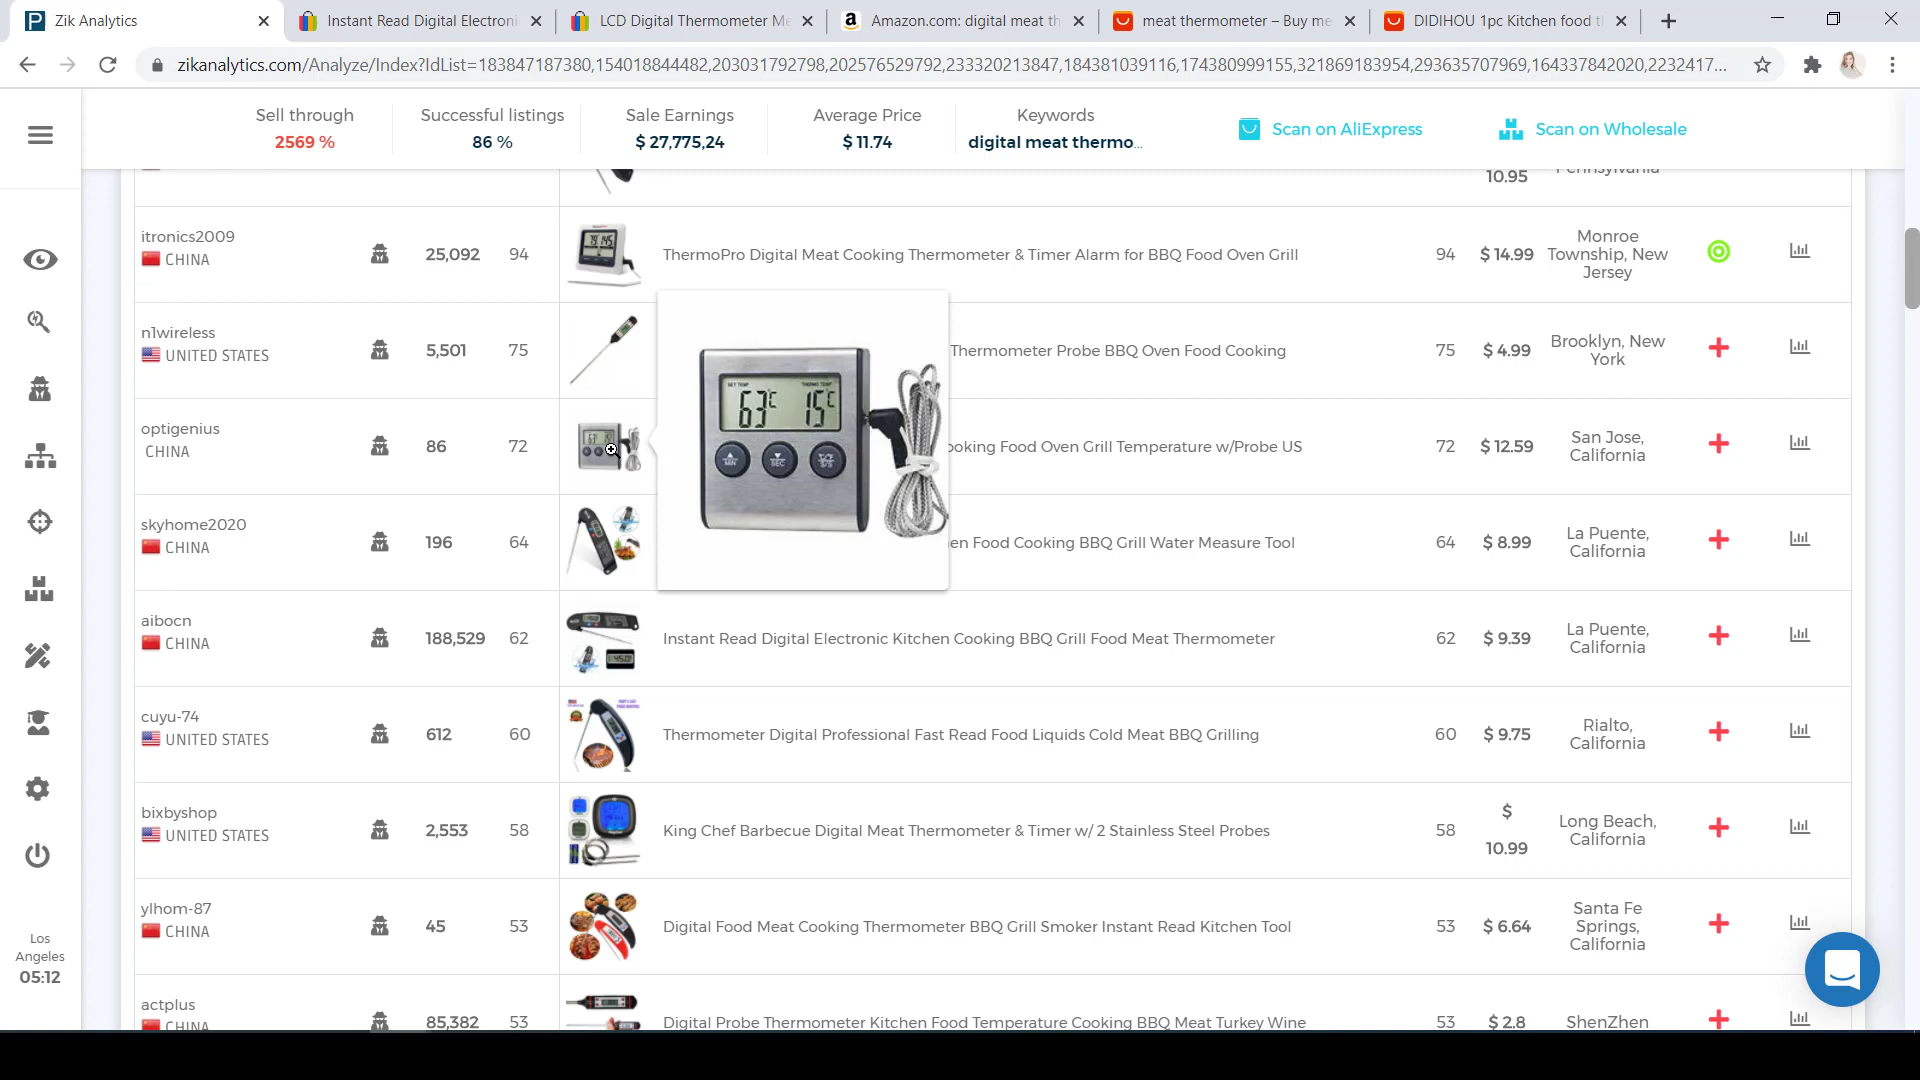 Zik Analytics
Instant Read Digital Electroni
LCD Digital Thermometer Me
Amazon.com: digital meat th
meat thermometer – Buy me
DIDIHOU 1pc Kitchen food t
zikanalytics.com/Analyze/Index?IdList=183847187380,154018844482,203031792798,202576529792,233320213847,184381039116,174380999155,321869183954,293635707969,164337842020,2232417...
Sell through
2569 %
Successful listings
86 %
Sale Earnings
$ 27,775,24
Average Price
$ 11.74
Keywords
digital meat thermo...
Scan on AliExpress
Scan on Wholesale
10.95 Pennsylvania
itronics2009
CHINA
25,092 94 ThermoPro Digital Meat Cooking Thermometer & Timer Alarm for BBQ Food Oven Grill 94 $ 14.99
Monroe
Township, New
Jersey
n1wireless
UNITED STATES
5,501 75 Thermometer Probe BBQ Oven Food Cooking 75 $ 4.99
Brooklyn, New
York
optigenius
CHINA
86 72 ooking Food Oven Grill Temperature w/Probe US 72 $ 12.59
San Jose,
California
SET TEMP THERMO TEMP
63°C 15°C
MIN SEC S/S
skyhome2020
CHINA
196 64 en Food Cooking BBQ Grill Water Measure Tool 64 $ 8.99
La Puente,
California
aibocn
CHINA
188,529 62 Instant Read Digital Electronic Kitchen Cooking BBQ Grill Food Meat Thermometer 62 $ 9.39
La Puente,
California
cuyu-74
UNITED STATES
612 60 Thermometer Digital Professional Fast Read Food Liquids Cold Meat BBQ Grilling 60 $ 9.75
Rialto,
California
bixbyshop
UNITED STATES
2,553 58 King Chef Barbecue Digital Meat Thermometer & Timer w/ 2 Stainless Steel Probes 58 $
10.99
Long Beach,
California
ylhom-87
CHINA
45 53 Digital Food Meat Cooking Thermometer BBQ Grill Smoker Instant Read Kitchen Tool 53 $ 6.64
Santa Fe
Springs,
California
actplus
CHINA
85,382 53 Digital Probe Thermometer Kitchen Food Temperature Cooking BBQ Meat Turkey Wine 53 $ 2.8 ShenZhen
Los
Angeles
05:12